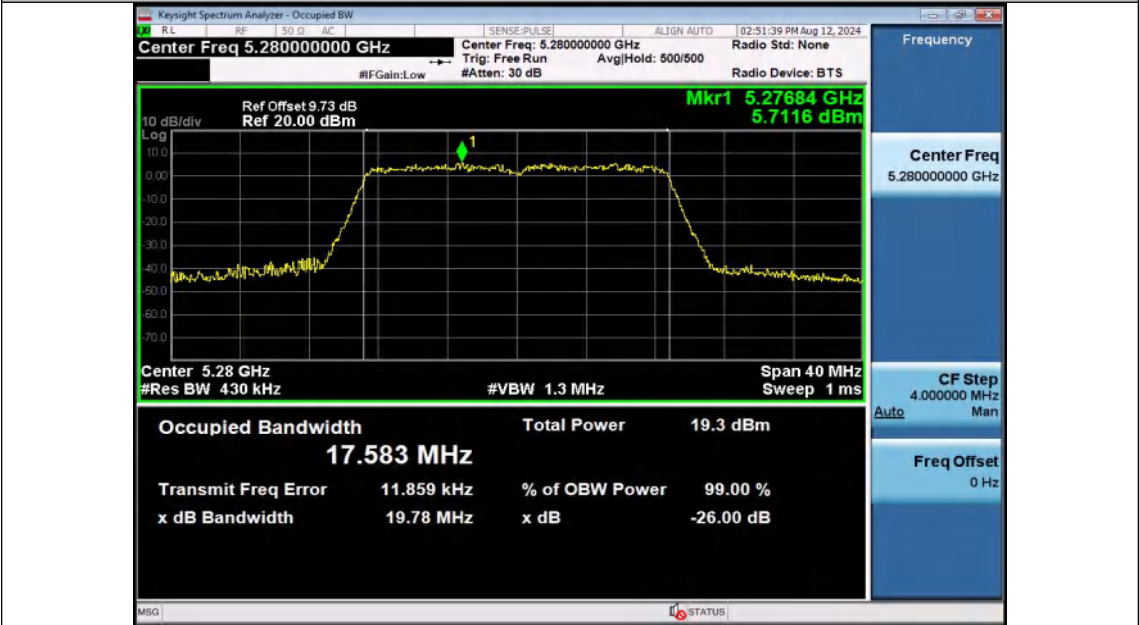 Keysight Spectrum Analyzer - Occupied BW
RL RF 50 Ω AC SENSE:PULSE ALIGN AUTO 02:51:39 PM Aug 12, 2024
Center Freq 5.280000000 GHz
Center Freq: 5.280000000 GHz
Radio Std: None
Trig: Free Run Avg|Hold: 500/500
#IFGain:Low #Atten: 30 dB Radio Device: BTS
Frequency
Mkr1 5.27684 GHz
5.7116 dBm
Ref Offset 9.73 dB
10 dB/div Ref 20.00 dBm
Log
1
10.0
0.00
-10.0
-20.0
-30.0
-40.0
-50.0
-60.0
-70.0
Center 5.28 GHz Span 40 MHz
#Res BW 430 kHz #VBW 1.3 MHz Sweep 1 ms
Occupied Bandwidth Total Power 19.3 dBm
17.583 MHz
Transmit Freq Error 11.859 kHz % of OBW Power 99.00 %
x dB Bandwidth 19.78 MHz x dB -26.00 dB
Center Freq
5.280000000 GHz
CF Step
4.000000 MHz
Auto Man
Freq Offset
0 Hz
MSG STATUS